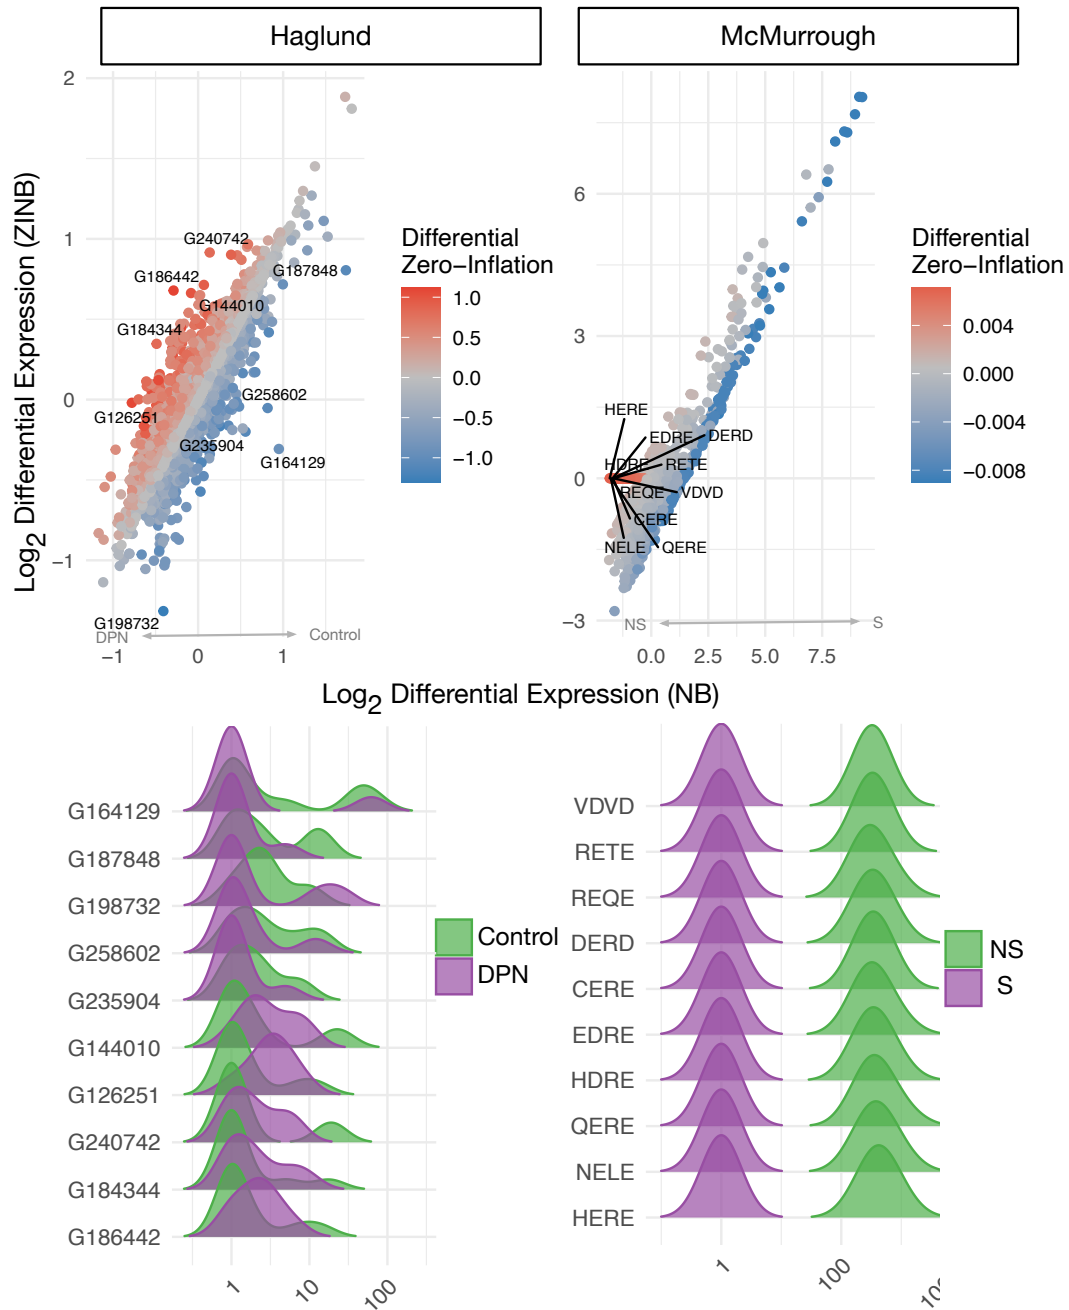 Haglund
McMurrough
Log2 Differential Expression (ZINB)
2
1
0
−1
G240742
G186442
G187848
G144010
G184344
G258602
G126251
G235904
G164129
G198732
DPN
Control
−1
0
1
Differential
Zero−Inflation
1.0
0.5
0.0
−0.5
−1.0
6
3
0
−3
HERE
EDRE
DERD
HDRE
RETE
REQE
VDVD
CERE
NELE
QERE
NS
S
0.0
2.5
5.0
7.5
Differential
Zero−Inflation
0.004
0.000
−0.004
−0.008
Log2 Differential Expression (NB)
G164129
G187848
G198732
G258602
G235904
G144010
G126251
G240742
G184344
G186442
1
10
100
Control
DPN
VDVD
RETE
REQE
DERD
CERE
EDRE
HDRE
QERE
NELE
HERE
1
100
NS
S